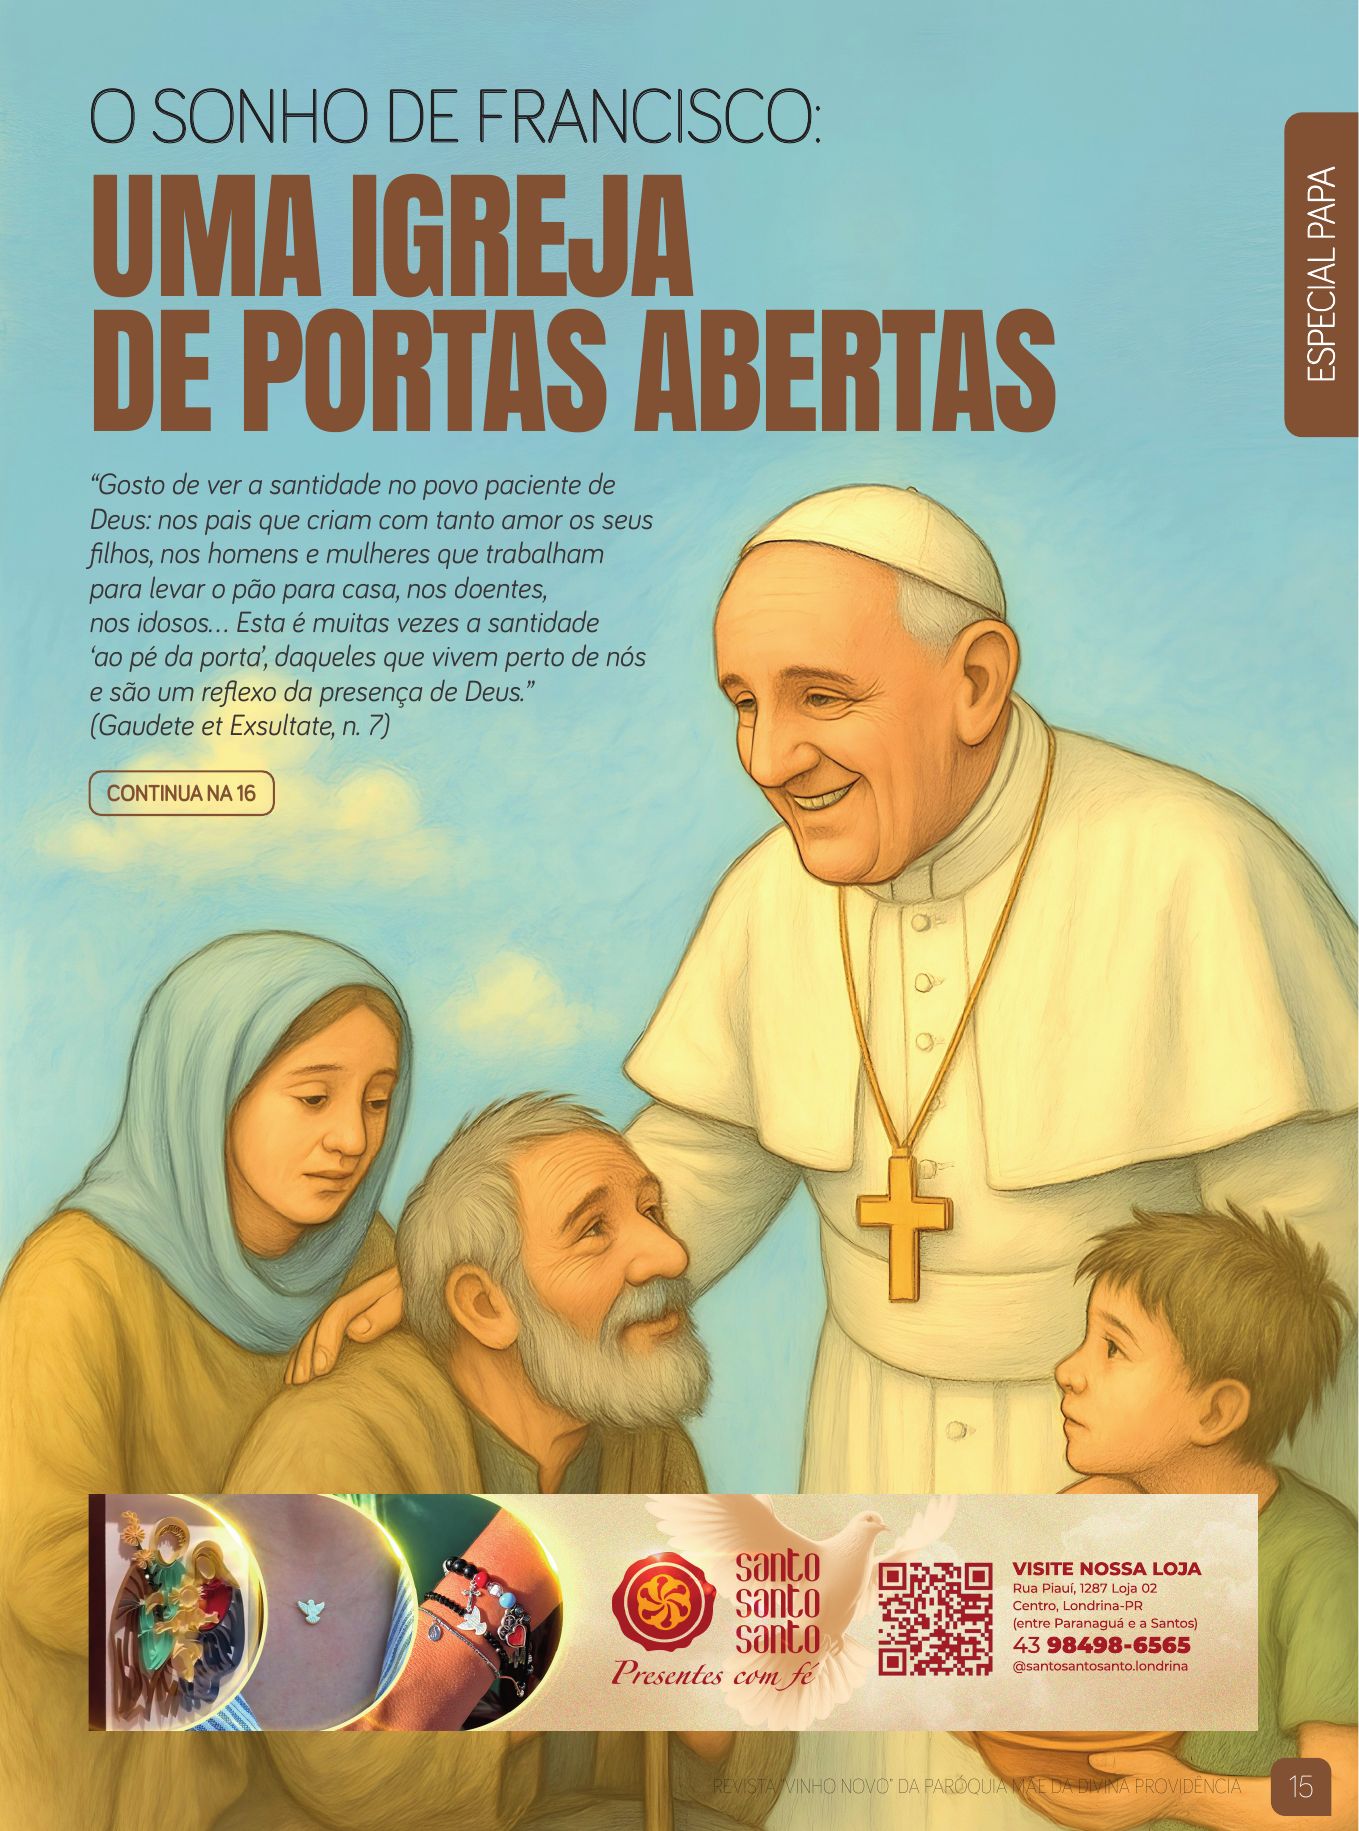 O SONHO DE FRANCISCO:
UMA IGREJA
DE PORTAS ABERTAS
ESPECIAL PAPA
“Gosto de ver a santidade no povo paciente de
Deus: nos pais que criam com tanto amor os seus
filhos, nos homens e mulheres que trabalham
para levar o pão para casa, nos doentes,
nos idosos... Esta é muitas vezes a santidade
‘ao pé da porta’, daqueles que vivem perto de nós
e são um reflexo da presença de Deus.”
(Gaudete et Exsultate, n. 7)
CONTINUA NA 16
santo
santo
santo
Presentes com fé
VISITE NOSSA LOJA
Rua Piauí, 1287 Loja 02
Centro, Londrina-PR
(entre Paranaguá e a Santos)
43 98498-6565
@santosantosanto.londrina
REVISTA “VINHO NOVO” DA PARÓQUIA MÃE DA DIVINA PROVIDÊNCIA
15